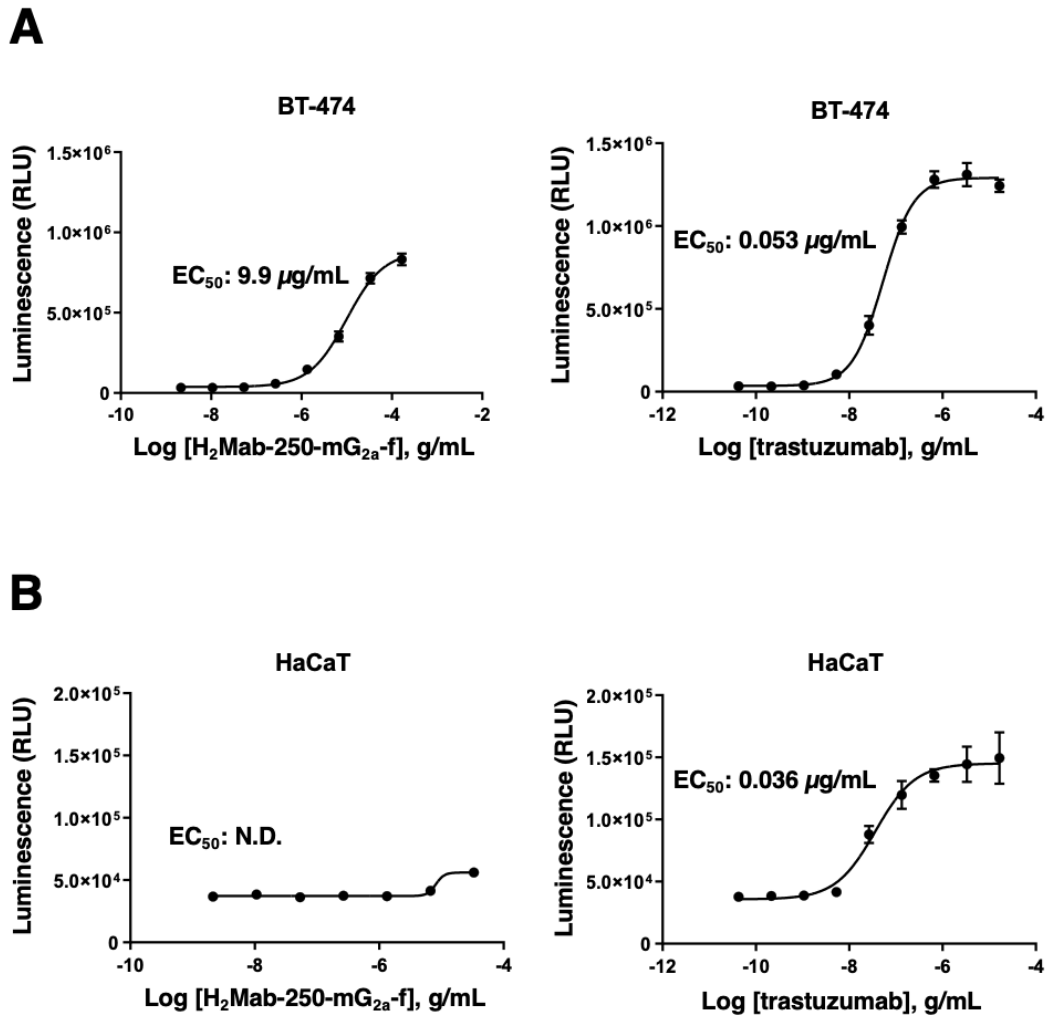 A
BT-474
Luminescence (RLU)
1.5×10⁶
1.0×10⁶
5.0×10⁵
0
EC₅₀: 9.9 µg/mL
-10 -8 -6 -4 -2
Log [H₂Mab-250-mG₂ₐ-f], g/mL
BT-474
Luminescence (RLU)
1.5×10⁶
1.0×10⁶
5.0×10⁵
0
EC₅₀: 0.053 µg/mL
-12 -10 -8 -6 -4
Log [trastuzumab], g/mL
B
HaCaT
Luminescence (RLU)
2.0×10⁵
1.5×10⁵
1.0×10⁵
5.0×10⁴
0
EC₅₀: N.D.
-10 -8 -6 -4
Log [H₂Mab-250-mG₂ₐ-f], g/mL
HaCaT
Luminescence (RLU)
2.0×10⁵
1.5×10⁵
1.0×10⁵
5.0×10⁴
0
EC₅₀: 0.036 µg/mL
-12 -10 -8 -6 -4
Log [trastuzumab], g/mL